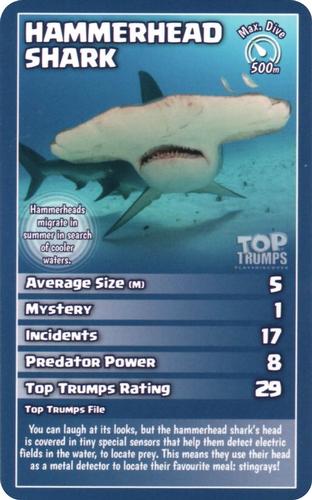 HAMMERHEAD
SHARK
Max. Dive
500m
Hammerheads
migrate in
summer in search
of cooler
waters.
TOP
TRUMPS
Average Size (M) 5
Mystery 1
Incidents 17
Predator Power 8
Top Trumps Rating 29
Top Trumps File
You can laugh at its looks, but the hammerhead shark's head
is covered in tiny special sensors that help them detect electric
fields in the water, to locate prey. This means they use their head
as a metal detector to locate their favourite meal: stingrays!